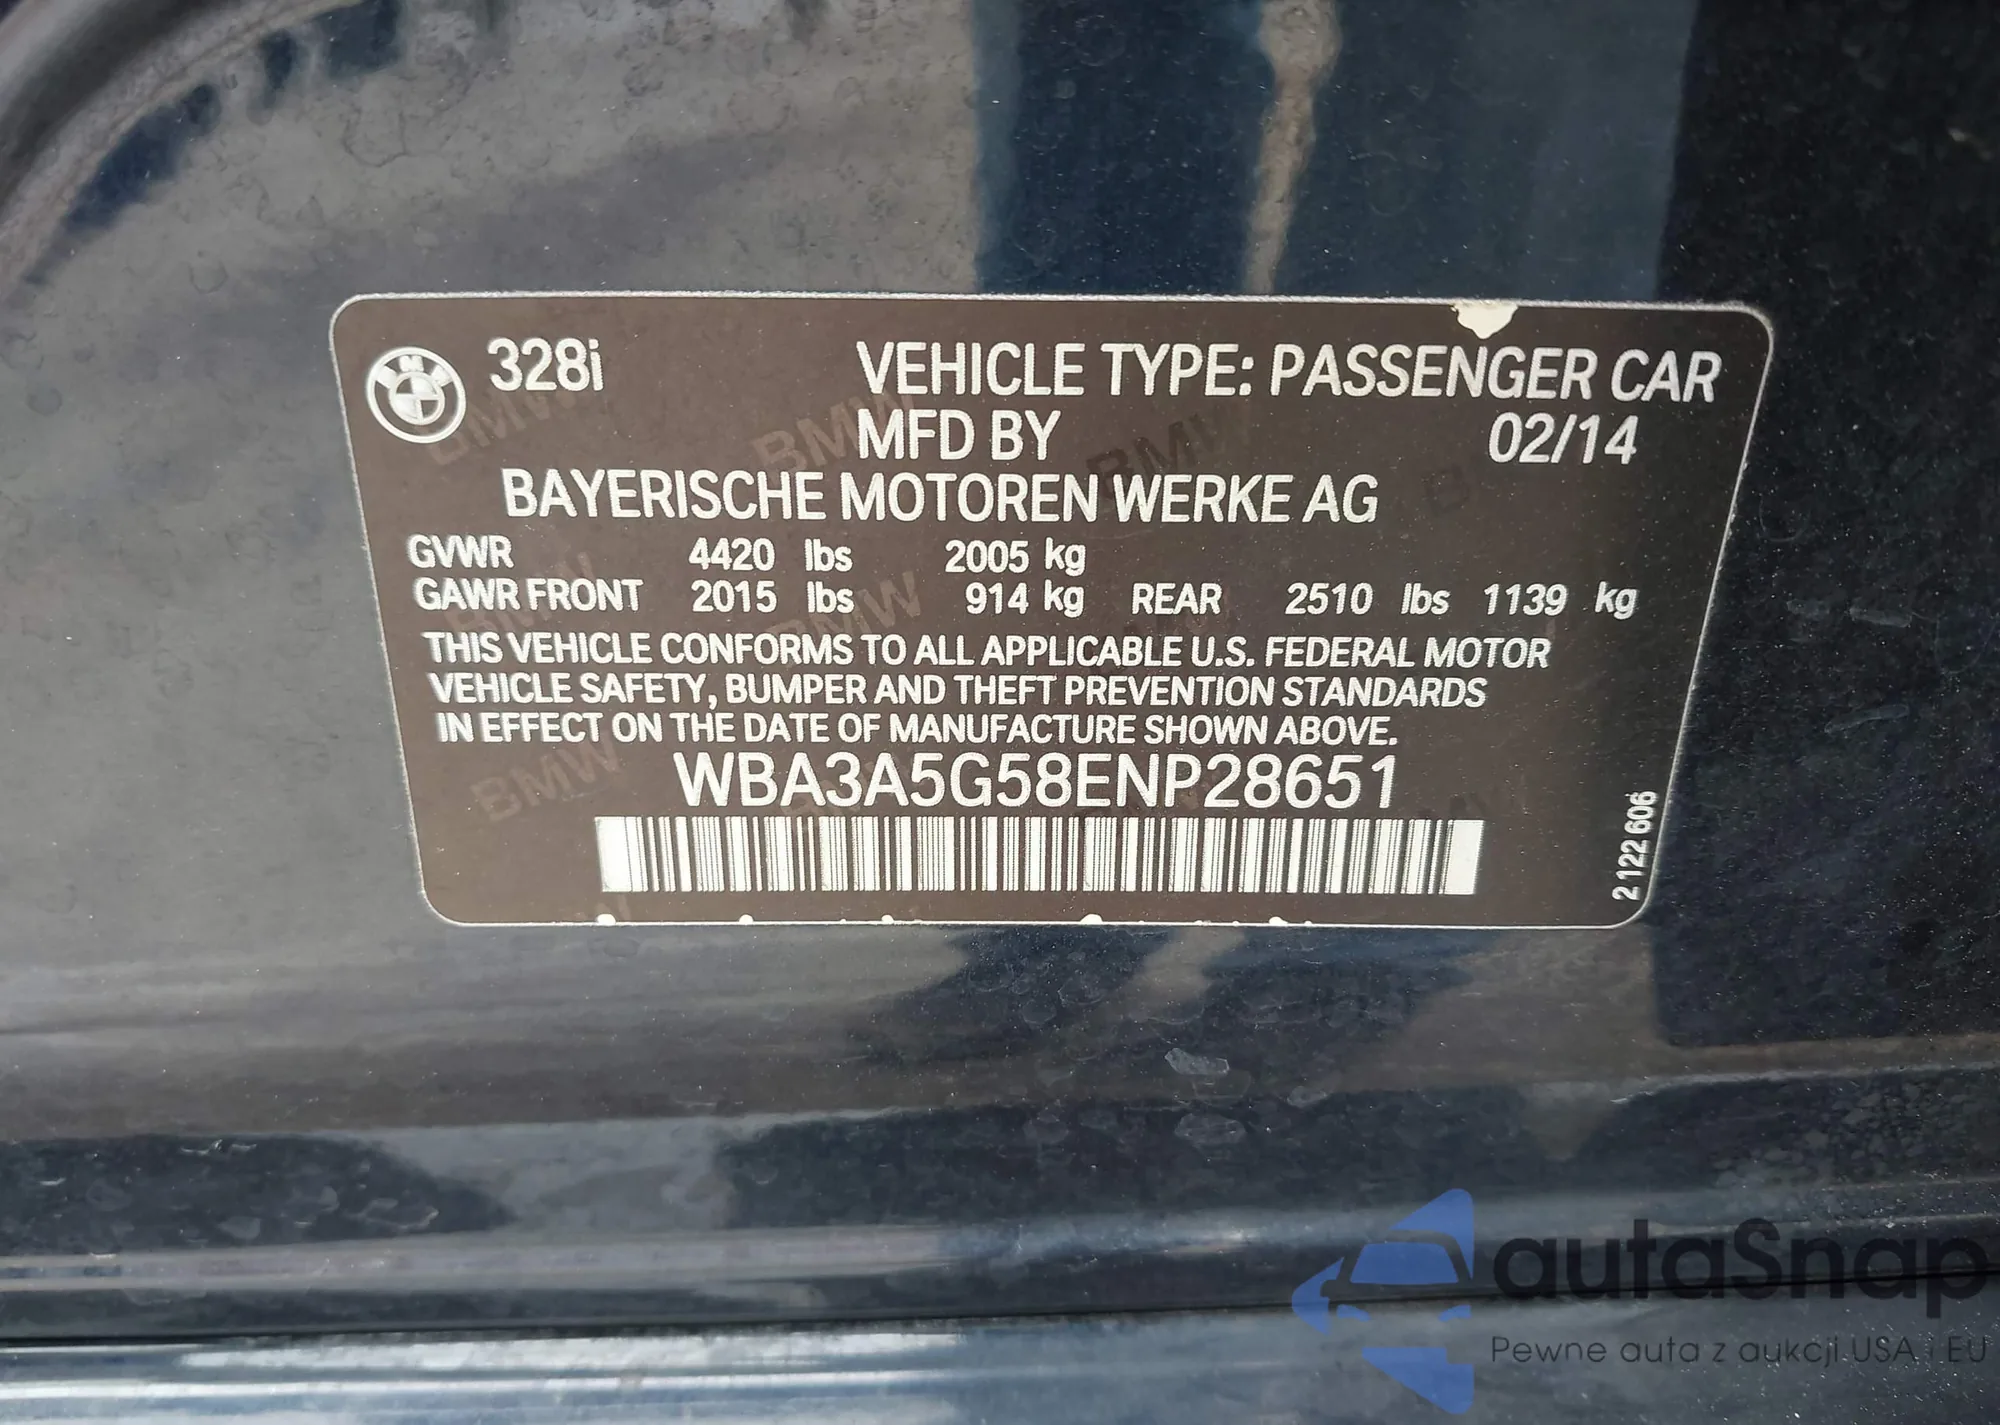 328i
VEHICLE TYPE: PASSENGER CAR
MFD BY 02/14
BAYERISCHE MOTOREN WERKE AG
GVWR 4420 lbs 2005 kg
GAWR FRONT 2015 lbs 914 kg REAR 2510 lbs 1139 kg
THIS VEHICLE CONFORMS TO ALL APPLICABLE U.S. FEDERAL MOTOR
VEHICLE SAFETY, BUMPER AND THEFT PREVENTION STANDARDS
IN EFFECT ON THE DATE OF MANUFACTURE SHOWN ABOVE.
WBA3A5G58ENP28651
2122 606
autaSnap
Pewne auta z aukcji USA i EU